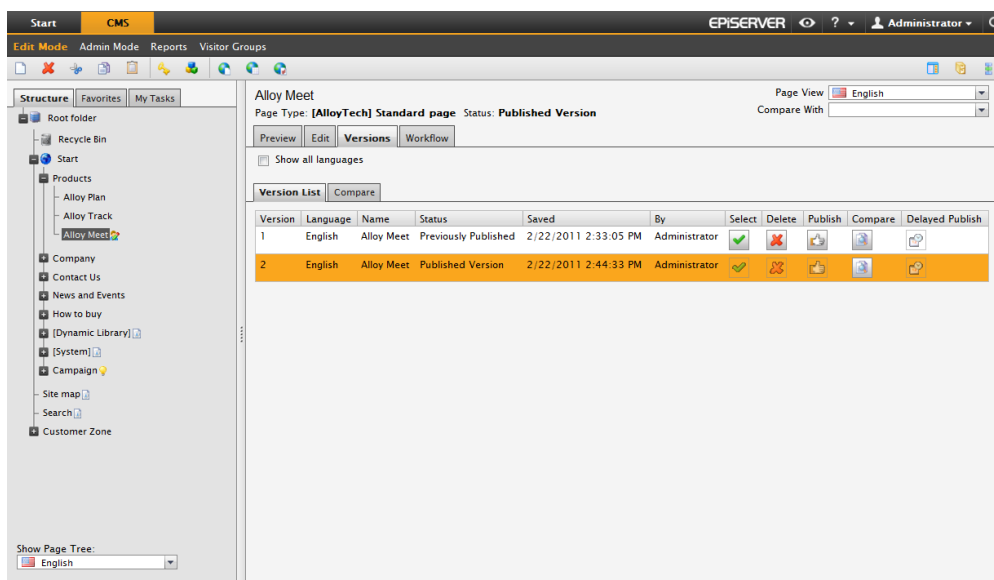 Start CMS EPiSERVER ? Administrator
Edit Mode Admin Mode Reports Visitor Groups
Structure Favorites My Tasks
Root folder
Recycle Bin
Start
Products
Alloy Plan
Alloy Track
Alloy Meet
Company
Contact Us
News and Events
How to buy
[Dynamic Library]
[System]
Campaign
Site map
Search
Customer Zone
Show Page Tree:
English
Alloy Meet
Page Type: [AlloyTech] Standard page Status: Published Version
Page View English
Compare With
Preview Edit Versions Workflow
Show all languages
Version List Compare
Version Language Name Status Saved By Select Delete Publish Compare Delayed Publish
1 English Alloy Meet Previously Published 2/22/2011 2:33:05 PM Administrator
2 English Alloy Meet Published Version 2/22/2011 2:44:33 PM Administrator